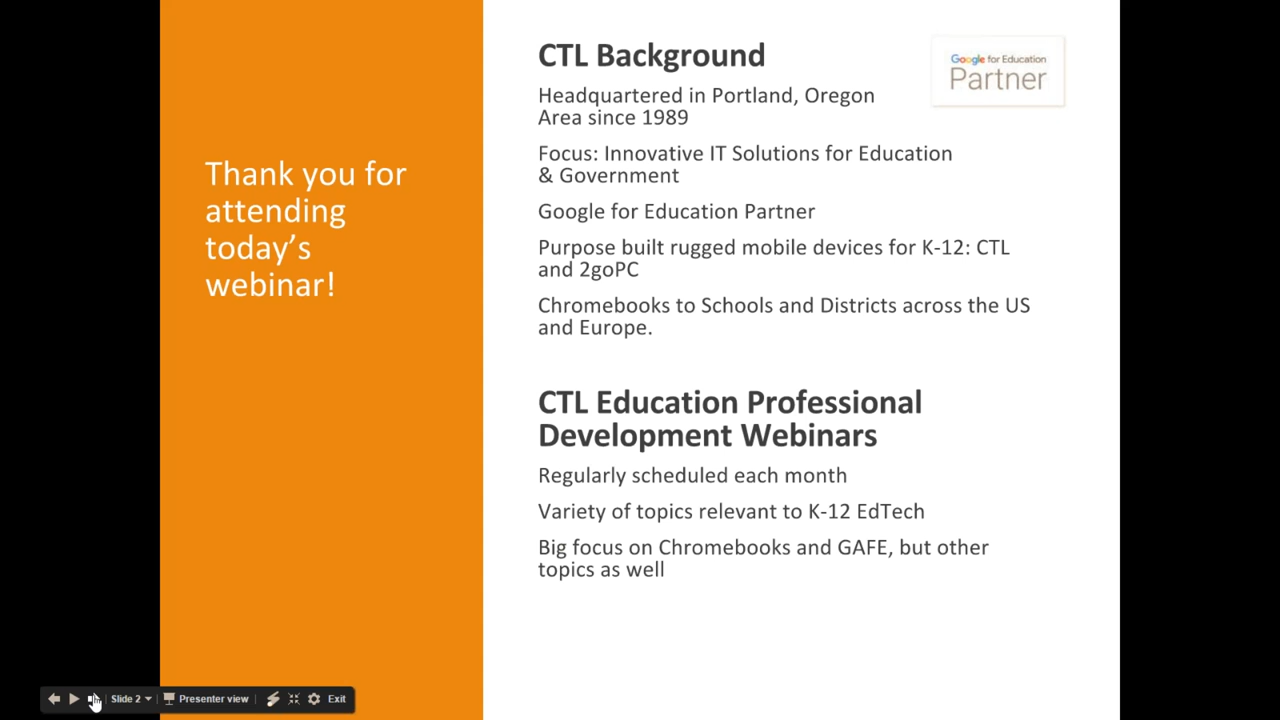 Thank you for
attending
today’s
webinar!
CTL Background
Google for Education
Partner
Headquartered in Portland, Oregon
Area since 1989
Focus: Innovative IT Solutions for Education
& Government
Google for Education Partner
Purpose built rugged mobile devices for K-12: CTL
and 2goPC
Chromebooks to Schools and Districts across the US
and Europe.
CTL Education Professional
Development Webinars
Regularly scheduled each month
Variety of topics relevant to K-12 EdTech
Big focus on Chromebooks and GAFE, but other
topics as well
Slide 2 Presenter view Exit